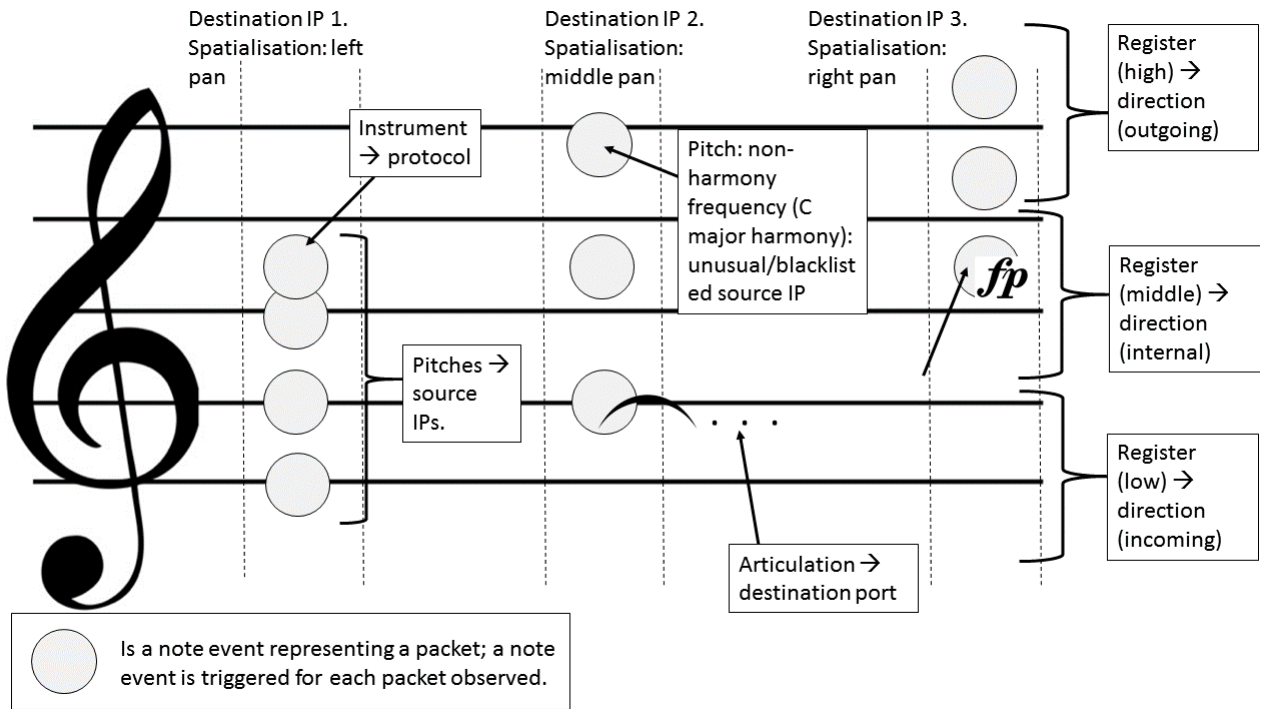 Destination IP 1.
Spatialisation: left
pan
Destination IP 2.
Spatialisation:
middle pan
Destination IP 3.
Spatialisation:
right pan
Register
(high) →
direction
(outgoing)
Instrument
→ protocol
Pitch: non-
harmony
frequency (C
major harmony):
unusual/blacklist
ed source IP
fp
Register
(middle) →
direction
(internal)
Pitches →
source
IPs.
Register
(low) →
direction
(incoming)
Articulation →
destination port
Is a note event representing a packet; a note
event is triggered for each packet observed.